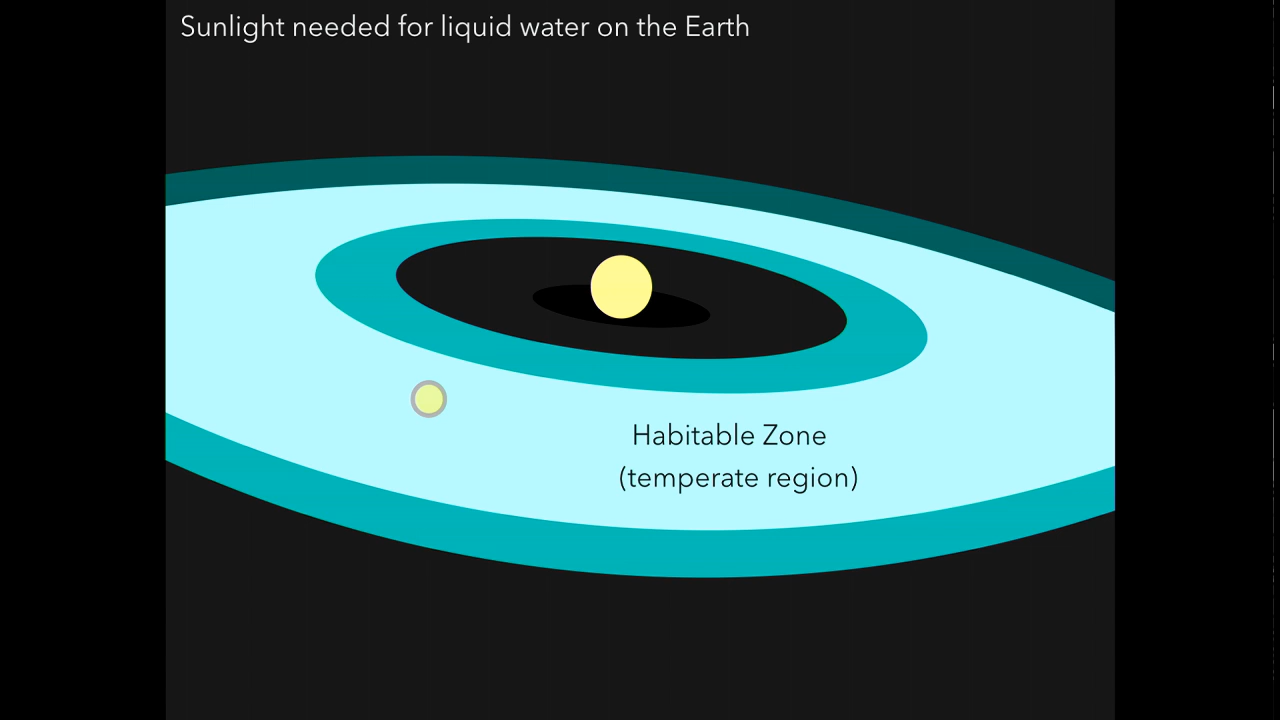 Sunlight needed for liquid water on the Earth
Habitable Zone
(temperate region)